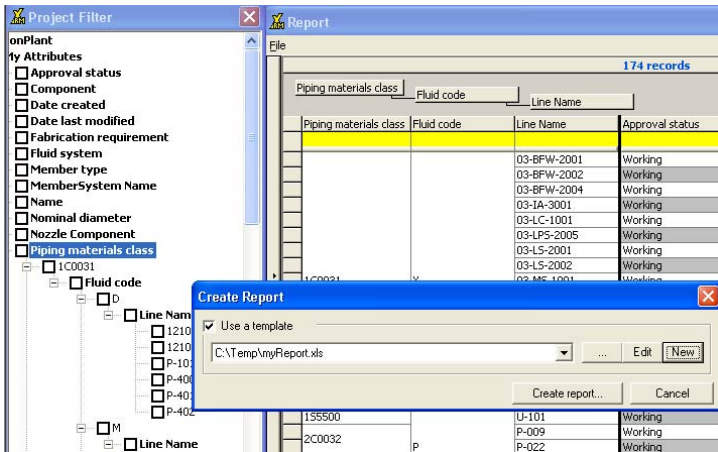 Project Filter
onPlant
ly Attributes
Approval status
Component
Date created
Date last modified
Fabrication requirement
Fluid system
Member type
MemberSystem Name
Name
Nominal diameter
Nozzle Component
Piping materials class
1C0031
Fluid code
D
Line Nam
1210
1210
P-101
P-400
P-401
P-402
M
Line Name
Report
File
174 records
Piping materials class
Fluid code
Line Name
Piping materials class Fluid code Line Name Approval status
03-BFW-2001 Working
03-BFW-2002 Working
03-BFW-2004 Working
03-IA-3001 Working
03-LC-1001 Working
03-LPS-2005 Working
03-LS-2001 Working
03-LS-2002 Working
1C0031 03-MS-1001 Working
Create Report
Use a template
C:\Temp\myReport.xls ... Edit New
Create report... Cancel
1S5500 U-101 Working
2C0032 P P-009 Working
P-022 Working